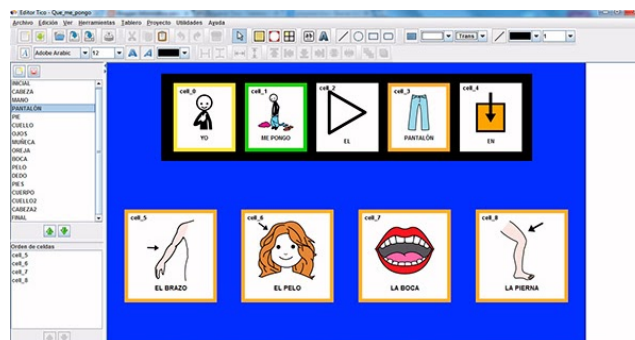 Editor Tico - Que_me_pongo
Archivo Edición Ver Herramientas Tablero Proyecto Utilidades Ayuda
Trans. 1
Adobe Arabic 12
INICIAL
CABEZA
MANO
PANTALÓN
PIE
CUELLO
OJOS
MUÑECA
OREJA
BOCA
PELO
DEDO
PIES
CUERPO
CUELLO2
CABEZA2
FINAL
Orden de celdas
cell_5
cell_6
cell_7
cell_8
cell_0 cell_1 cell_2 cell_3 cell_4
YO ME PONGO EL PANTALÓN EN
cell_5 cell_6 cell_7 cell_8
EL BRAZO EL PELO LA BOCA LA PIERNA